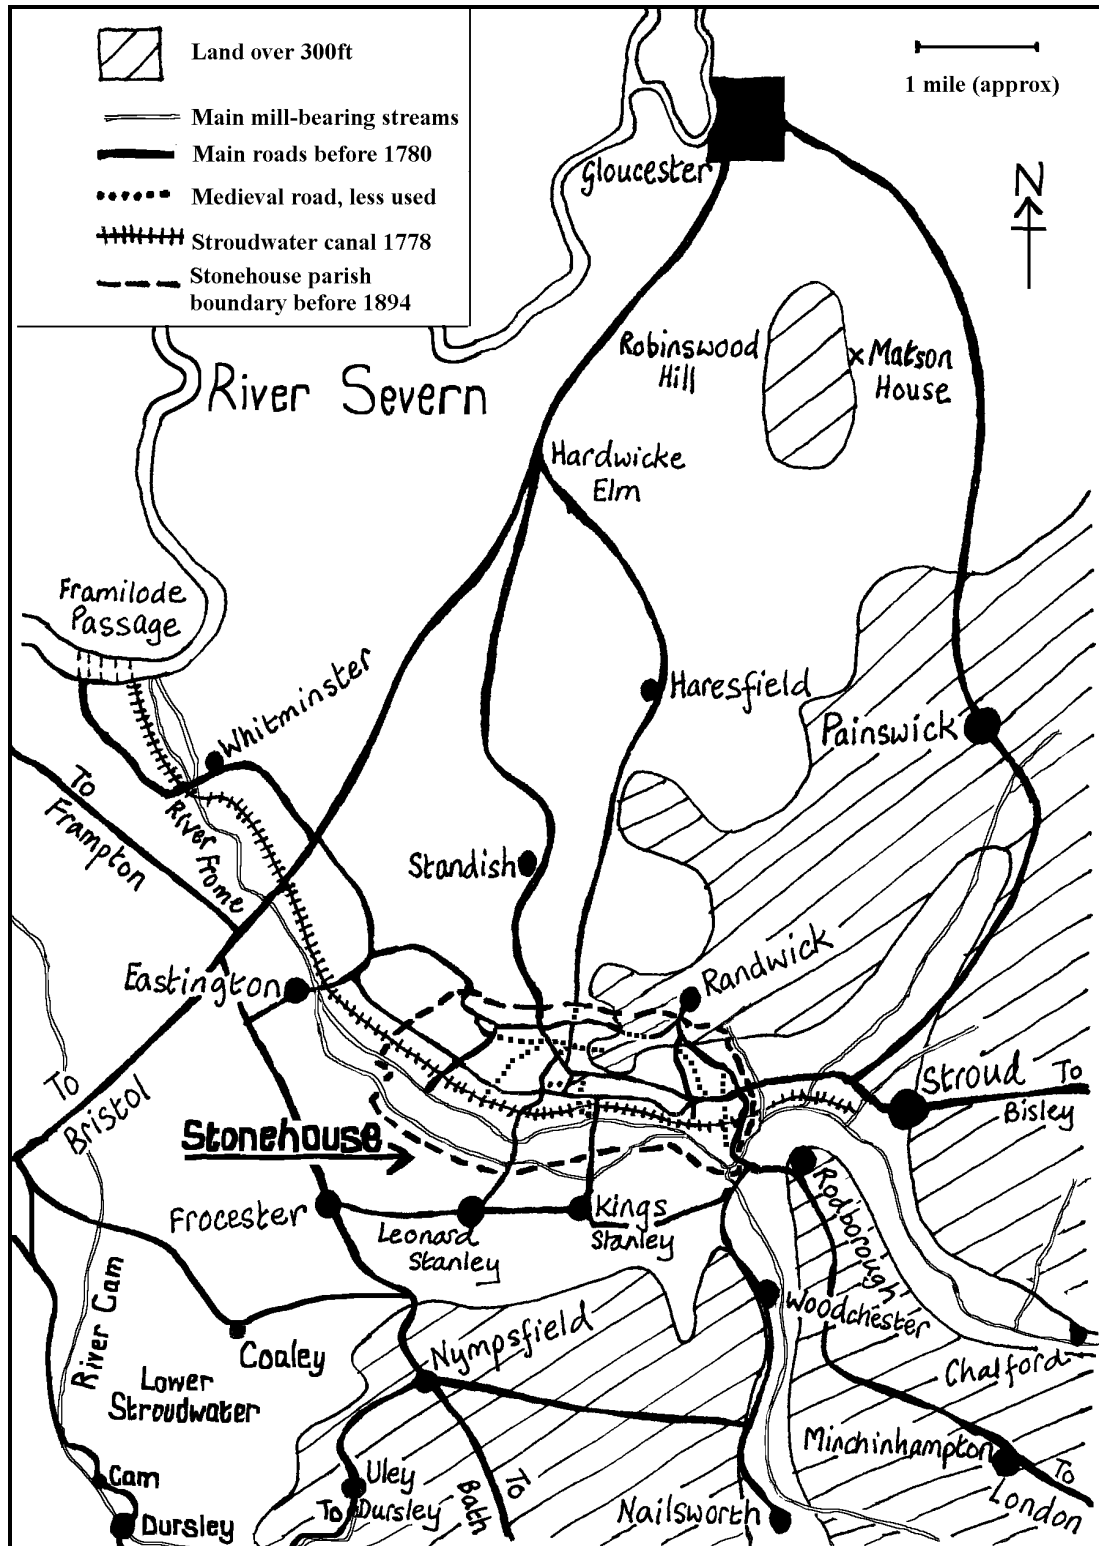 Land over 300ft
Main mill-bearing streams
Main roads before 1780
Medieval road, less used
Stroudwater canal 1778
Stonehouse parish
boundary before 1894
1 mile (approx)
N
Gloucester
Robinswood
Hill
x Matson
House
River Severn
Hardwicke
Elm
Framilode
Passage
Whitminster
Haresfield
Painswick
To
Frampton
River Frome
Standish
Randwick
Eastington
Stroud
To
Bisley
To
Bristol
Stonehouse
Rodborough
Frocester
Leonard
Stanley
Kings
Stanley
Woodchester
River Cam
Coaley
Nympsfield
Chalford
Lower
Stroudwater
Minchinhampton
To
London
Cam
Uley
To Dursley
To
Bath
Nailsworth
Dursley